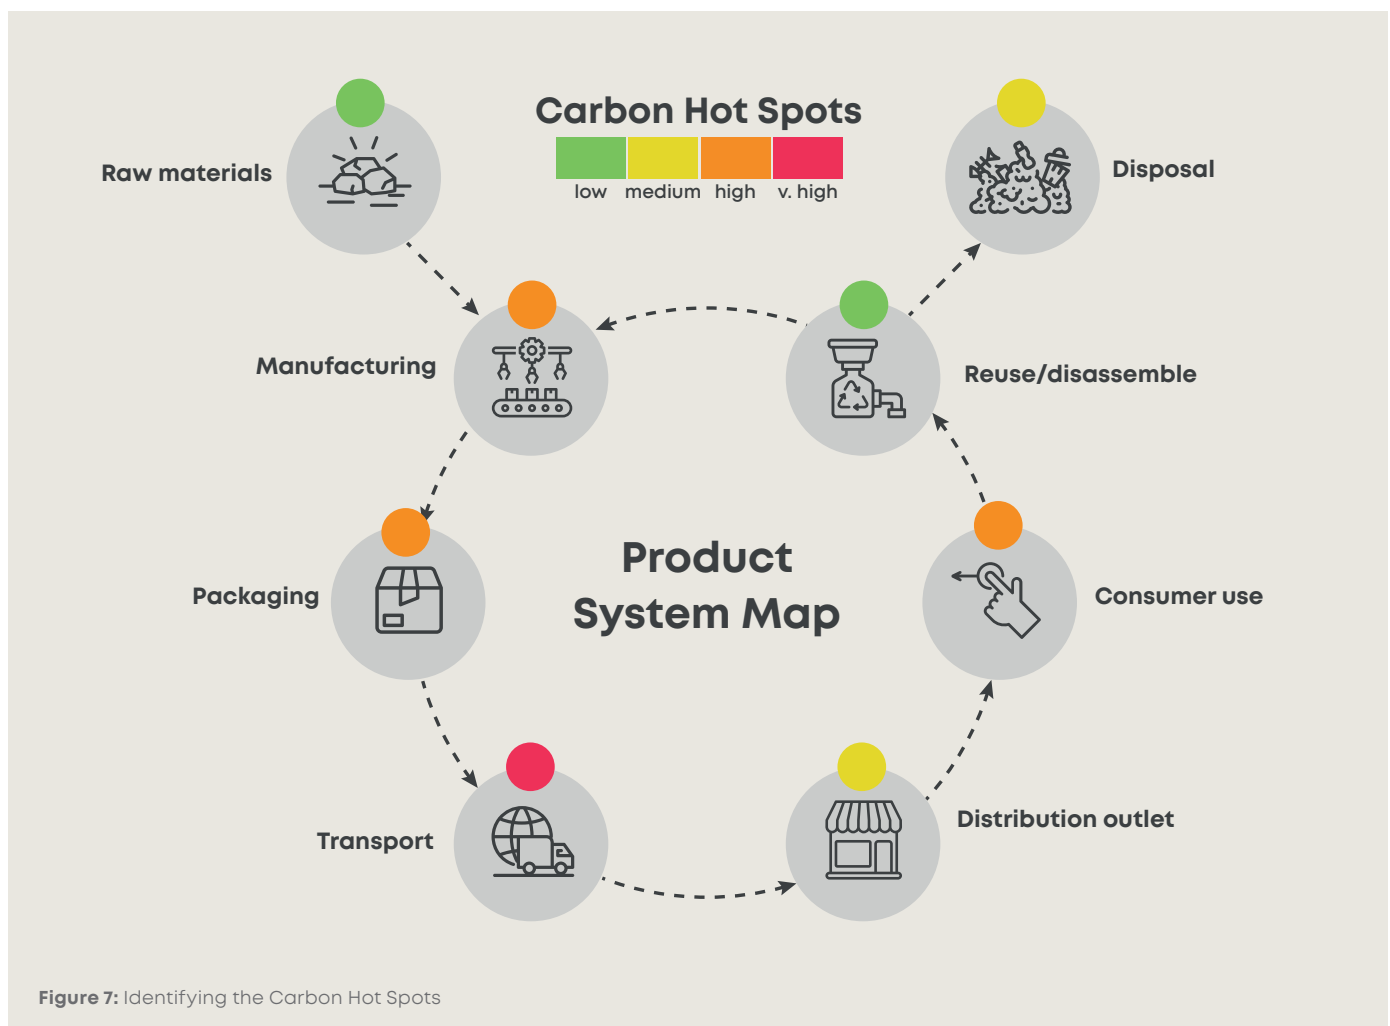 Carbon Hot Spots
low medium high v. high
Raw materials
Disposal
Manufacturing
Reuse/disassemble
Product
System Map
Packaging
Consumer use
Transport
Distribution outlet
Figure 7: Identifying the Carbon Hot Spots